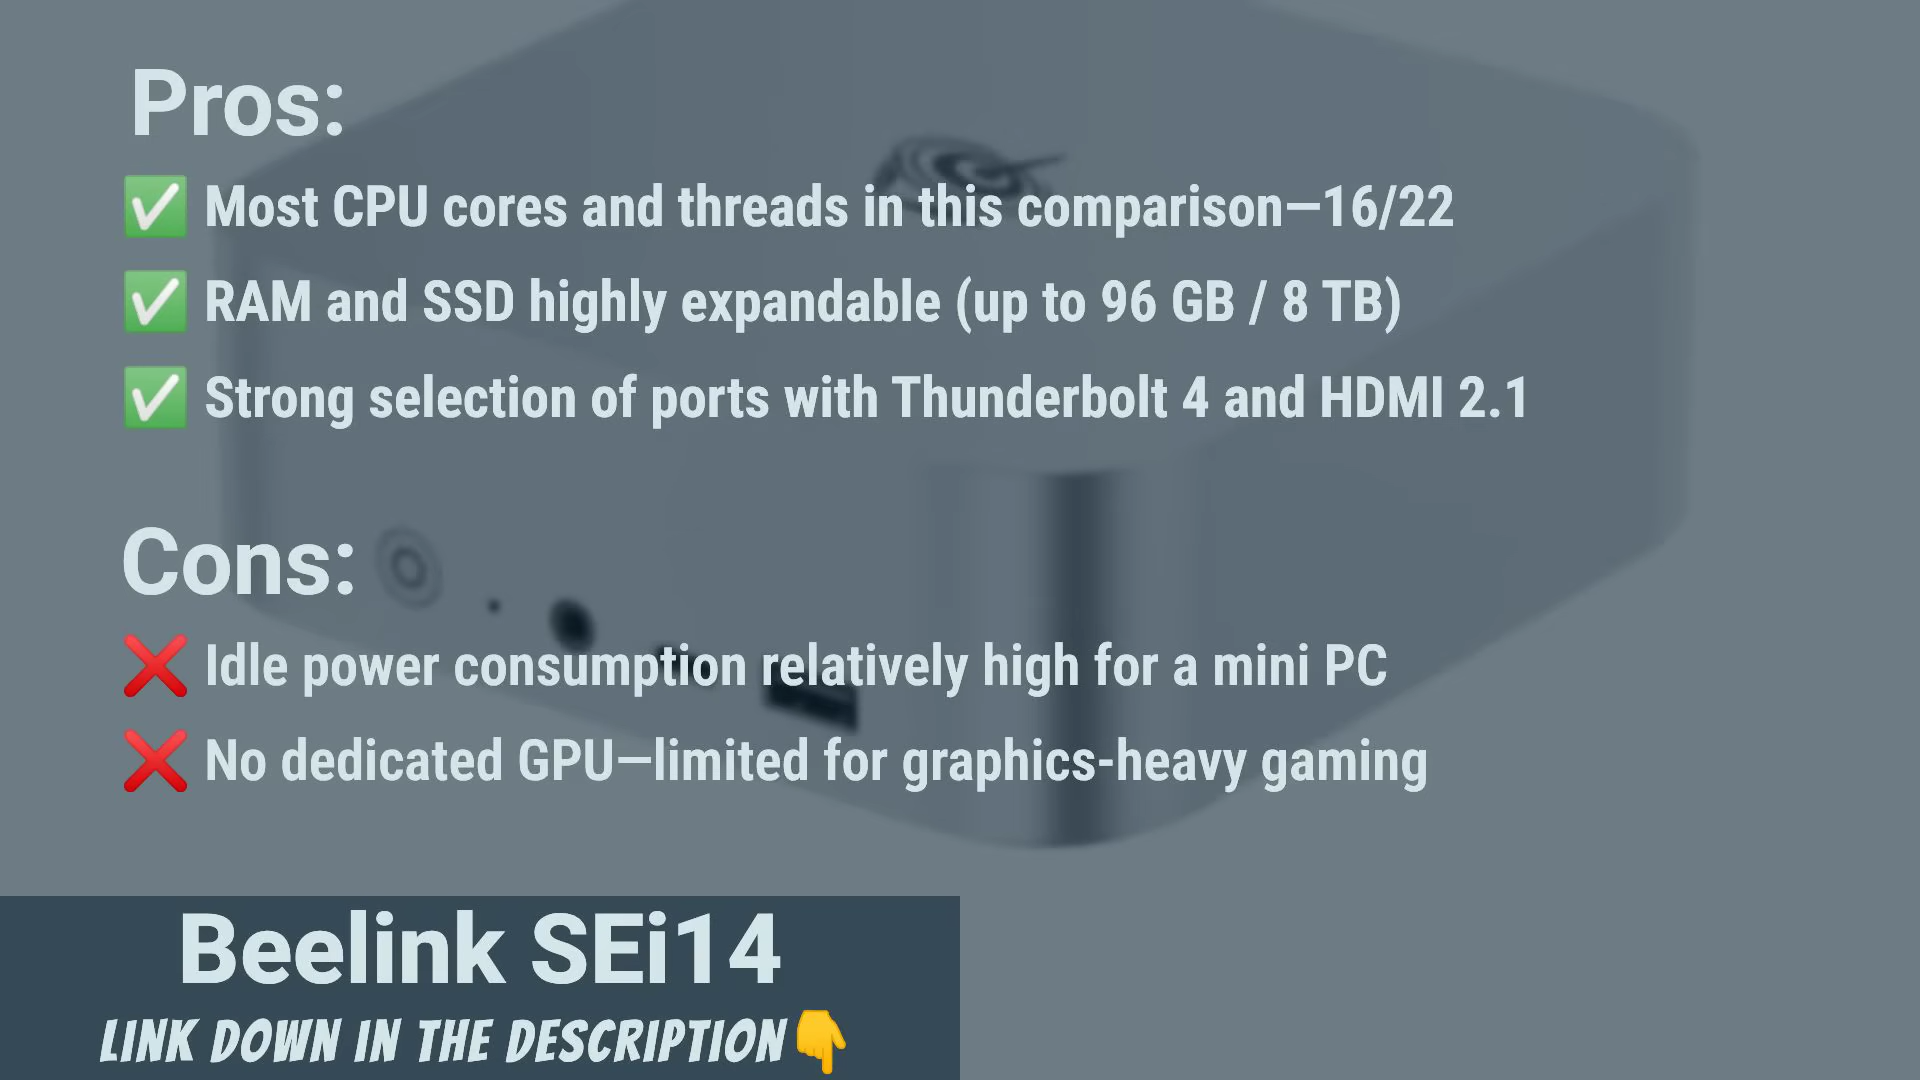 Pros:
✅ Most CPU cores and threads in this comparison—16/22
✅ RAM and SSD highly expandable (up to 96 GB / 8 TB)
✅ Strong selection of ports with Thunderbolt 4 and HDMI 2.1
Cons:
❌ Idle power consumption relatively high for a mini PC
❌ No dedicated GPU—limited for graphics-heavy gaming
Beelink SEi14
LINK DOWN IN THE DESCRIPTION👇